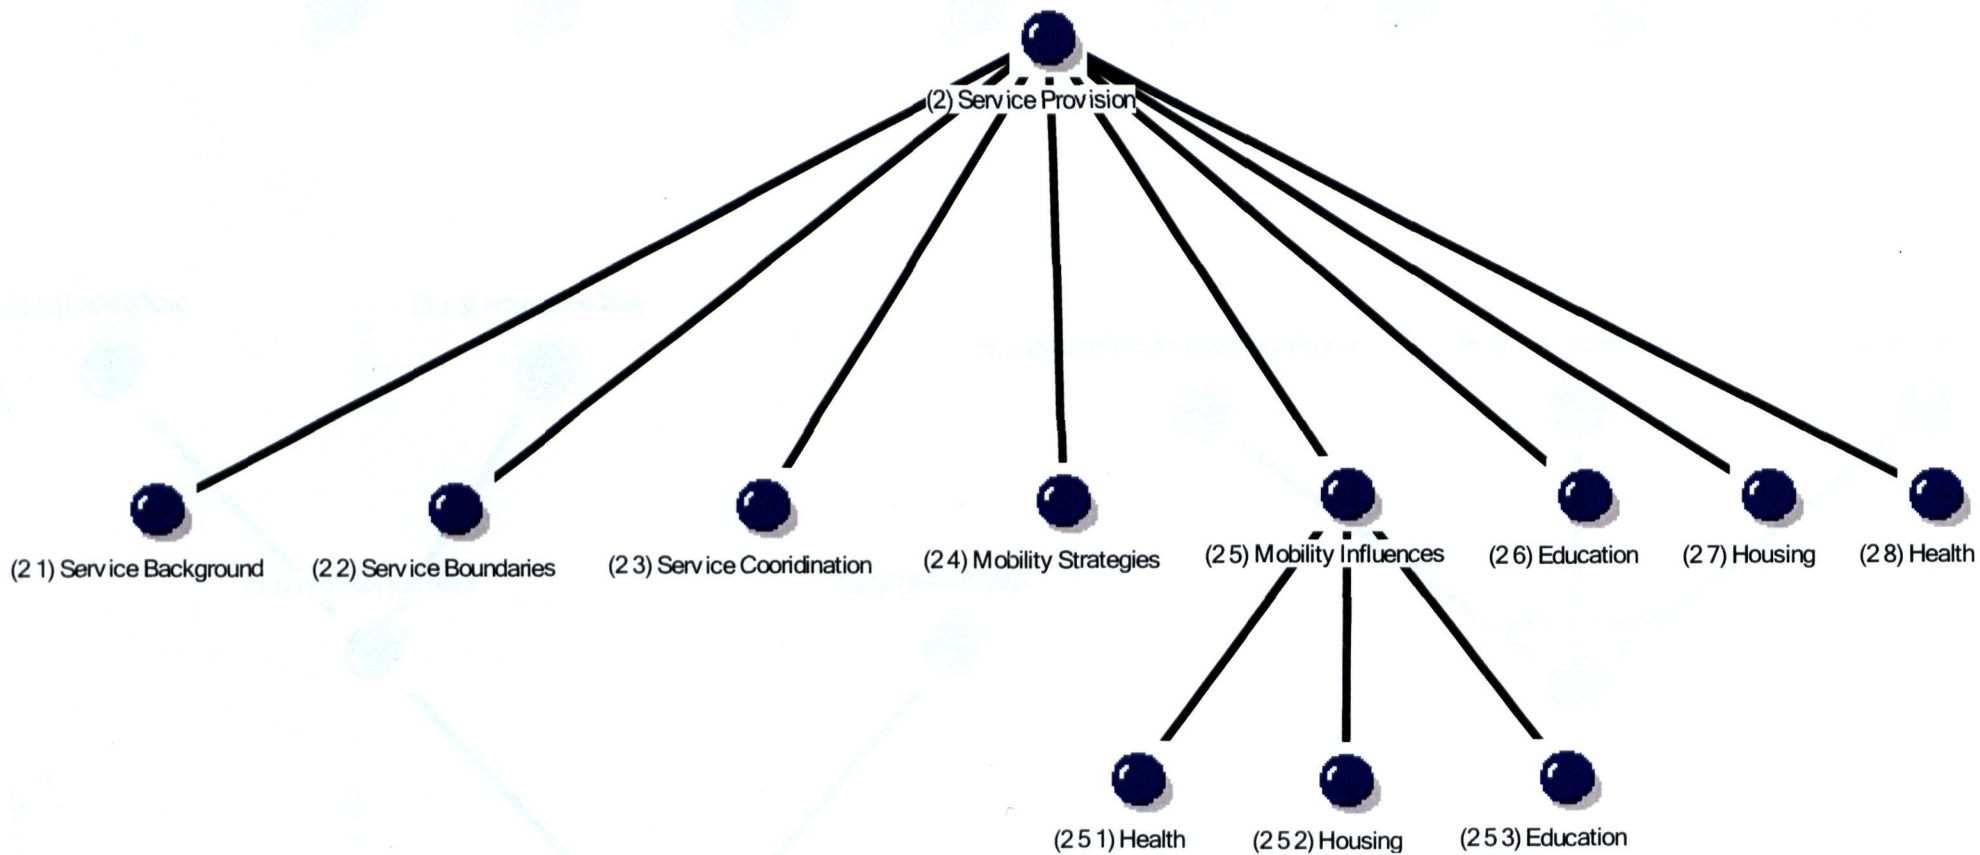 (2) Service Provision
(2 1) Service Background
(2 2) Service Boundaries
(2 3) Service Cooridination
(2 4) Mobility Strategies
(2 5) Mobility Influences
(2 6) Education
(2 7) Housing
(2 8) Health
(2 5 1) Health
(2 5 2) Housing
(2 5 3) Education